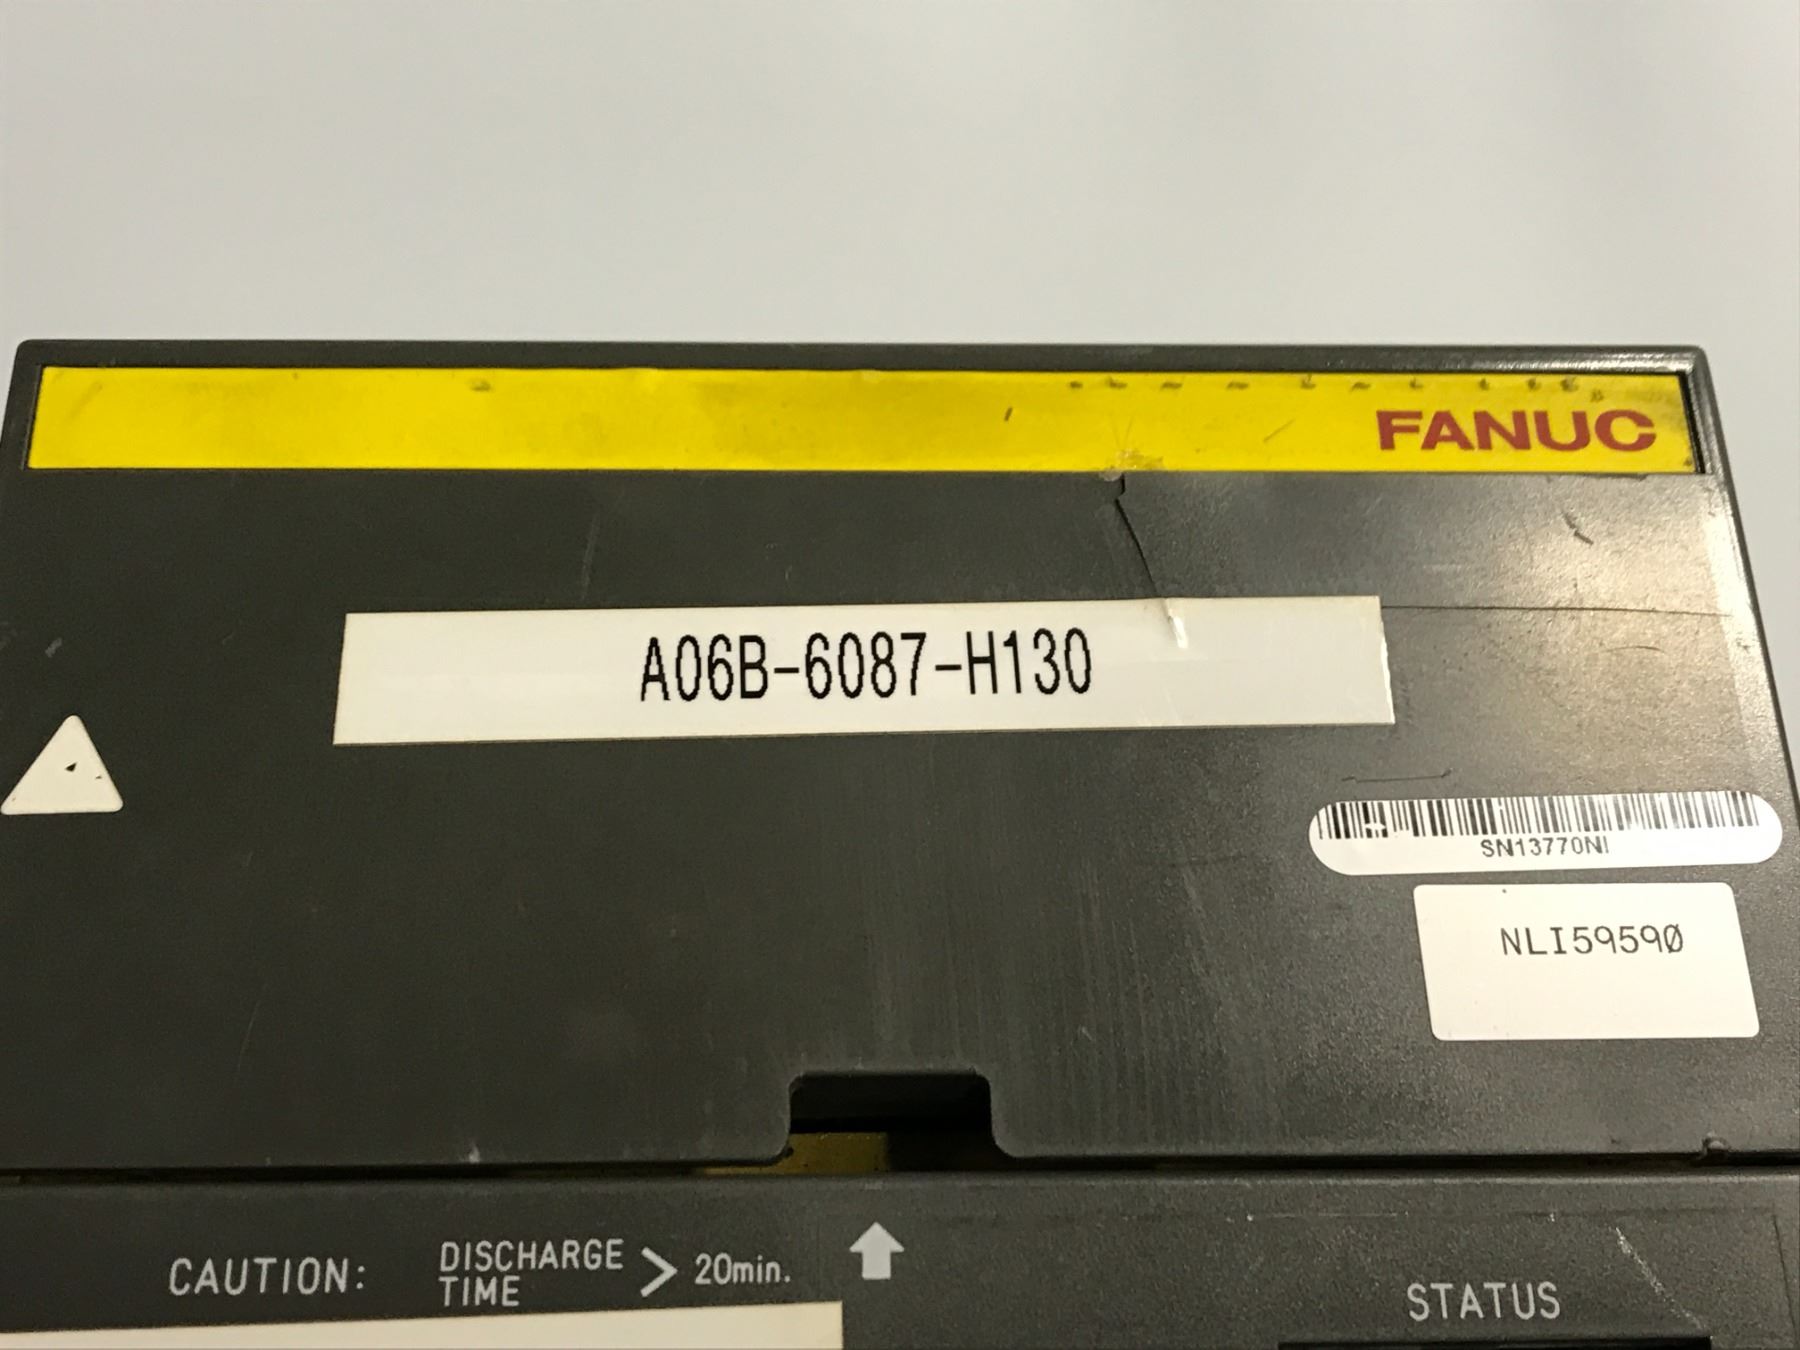 FANUC
A06B-6087-H130
SN13770NI
NLI59590
CAUTION: DISCHARGE TIME > 20min.
STATUS